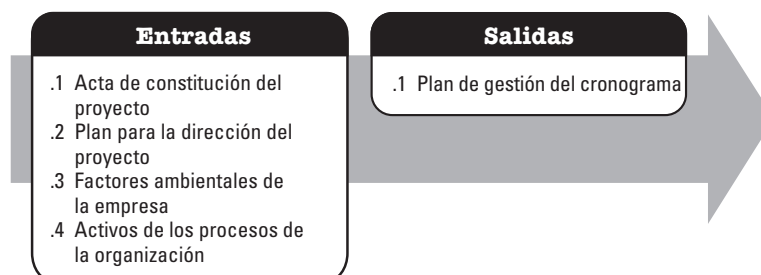 Entradas
.1 Acta de constitución del
proyecto
.2 Plan para la dirección del
proyecto
.3 Factores ambientales de
la empresa
.4 Activos de los procesos de
la organización
Salidas
.1 Plan de gestión del cronograma